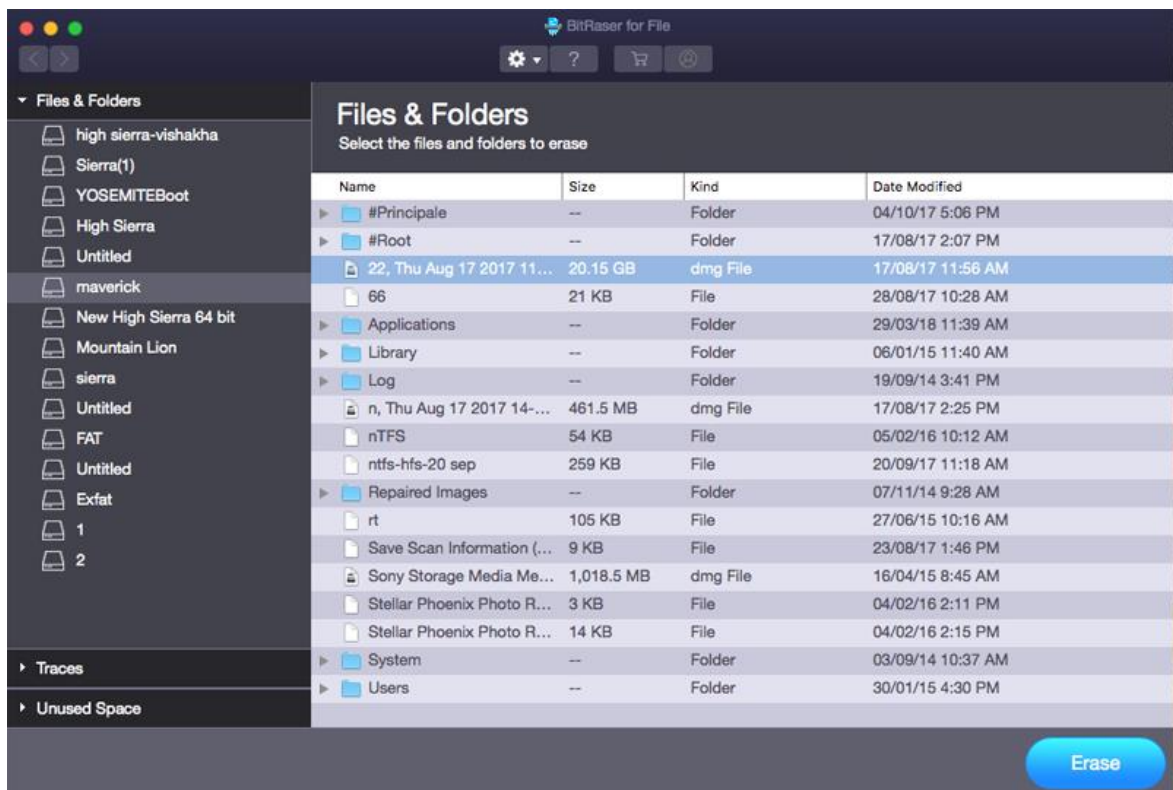 BitRaser for File
?
Files & Folders
high sierra-vishakha
Sierra(1)
YOSEMITEBoot
High Sierra
Untitled
maverick
New High Sierra 64 bit
Mountain Lion
sierra
Untitled
FAT
Untitled
Exfat
1
2
Traces
Unused Space
Files & Folders
Select the files and folders to erase
Name Size Kind Date Modified
#Principale -- Folder 04/10/17 5:06 PM
#Root -- Folder 17/08/17 2:07 PM
22, Thu Aug 17 2017 11... 20.15 GB dmg File 17/08/17 11:56 AM
66 21 KB File 28/08/17 10:28 AM
Applications -- Folder 29/03/18 11:39 AM
Library -- Folder 06/01/15 11:40 AM
Log -- Folder 19/09/14 3:41 PM
n, Thu Aug 17 2017 14-... 461.5 MB dmg File 17/08/17 2:25 PM
nTFS 54 KB File 05/02/16 10:12 AM
ntfs-hfs-20 sep 259 KB File 20/09/17 11:18 AM
Repaired Images -- Folder 07/11/14 9:28 AM
rt 105 KB File 27/06/15 10:16 AM
Save Scan Information (... 9 KB File 23/08/17 1:46 PM
Sony Storage Media Me... 1,018.5 MB dmg File 16/04/15 8:45 AM
Stellar Phoenix Photo R... 3 KB File 04/02/16 2:11 PM
Stellar Phoenix Photo R... 14 KB File 04/02/16 2:15 PM
System -- Folder 03/09/14 10:37 AM
Users -- Folder 30/01/15 4:30 PM
Erase